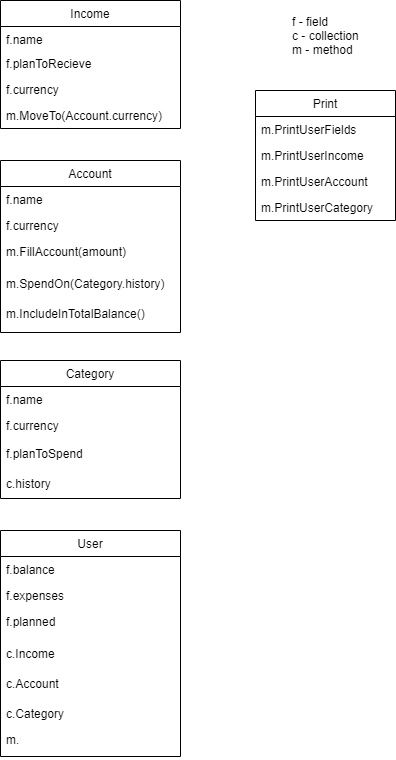 Income
f.name
f.planToRecieve
f.currency
m.MoveTo(Account.currency)
f - field
c - collection
m - method
Print
m.PrintUserFields
m.PrintUserIncome
m.PrintUserAccount
m.PrintUserCategory
Account
f.name
f.currency
m.FillAccount(amount)
m.SpendOn(Category.history)
m.IncludeInTotalBalance()
Category
f.name
f.currency
f.planToSpend
c.history
User
f.balance
f.expenses
f.planned
c.Income
c.Account
c.Category
m.